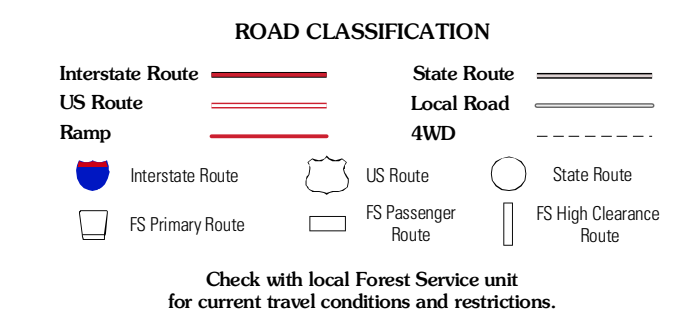 ROAD CLASSIFICATION
Interstate Route
State Route
US Route
Local Road
Ramp
4WD
Interstate Route
US Route
State Route
FS Primary Route
FS Passenger
Route
FS High Clearance
Route
Check with local Forest Service unit
for current travel conditions and restrictions.